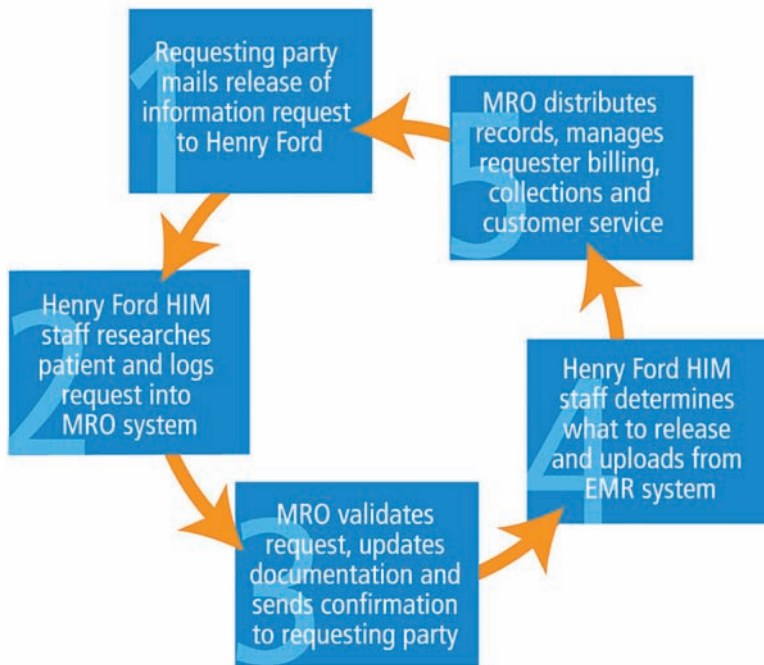 1
Requesting party
mails release of
information request
to Henry Ford
2
Henry Ford HIM
staff researches
patient and logs
request into
MRO system
3
MRO validates
request, updates
documentation and
sends confirmation
to requesting party
4
Henry Ford HIM
staff determines
what to release
and uploads from
EMR system
5
MRO distributes
records, manages
requester billing,
collections and
customer service